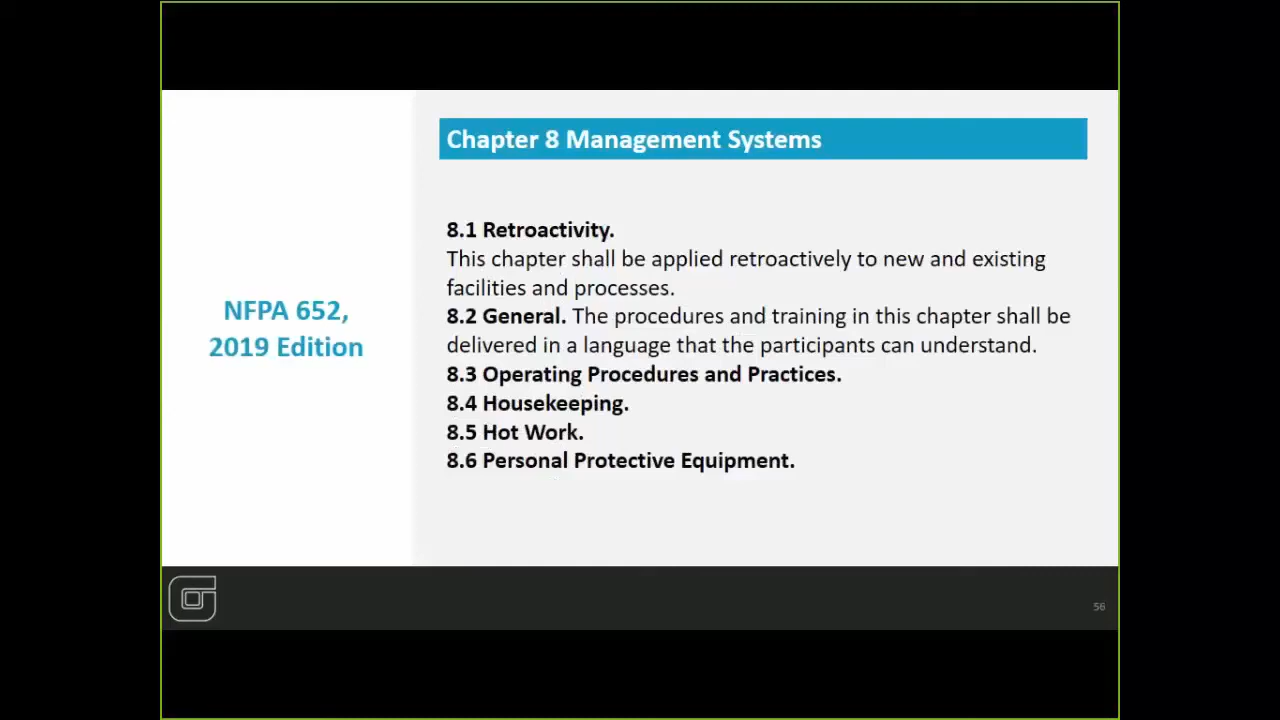 Chapter 8 Management Systems
NFPA 652,
2019 Edition
8.1 Retroactivity.
This chapter shall be applied retroactively to new and existing
facilities and processes.
8.2 General. The procedures and training in this chapter shall be
delivered in a language that the participants can understand.
8.3 Operating Procedures and Practices.
8.4 Housekeeping.
8.5 Hot Work.
8.6 Personal Protective Equipment.
56